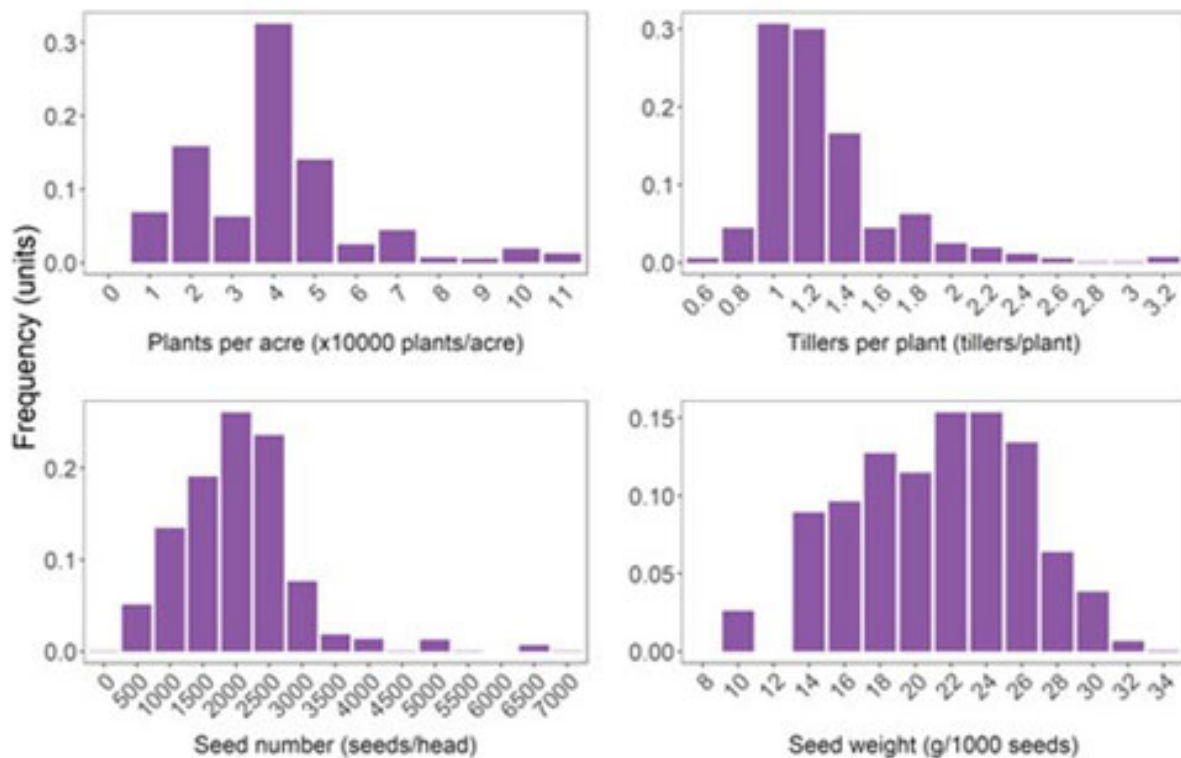 Frequency (units)
0.3
0.2
0.1
0.0
0 1 2 3 4 5 6 7 8 9 10 11
Plants per acre (x10000 plants/acre)
0.3
0.2
0.1
0.0
0.6 0.8 1 1.2 1.4 1.6 1.8 2 2.2 2.4 2.6 2.8 3 3.2
Tillers per plant (tillers/plant)
0.2
0.1
0.0
0 500 1000 1500 2000 2500 3000 3500 4000 4500 5000 5500 6000 6500 7000
Seed number (seeds/head)
0.15
0.10
0.05
0.00
8 10 12 14 16 18 20 22 24 26 28 30 32 34
Seed weight (g/1000 seeds)